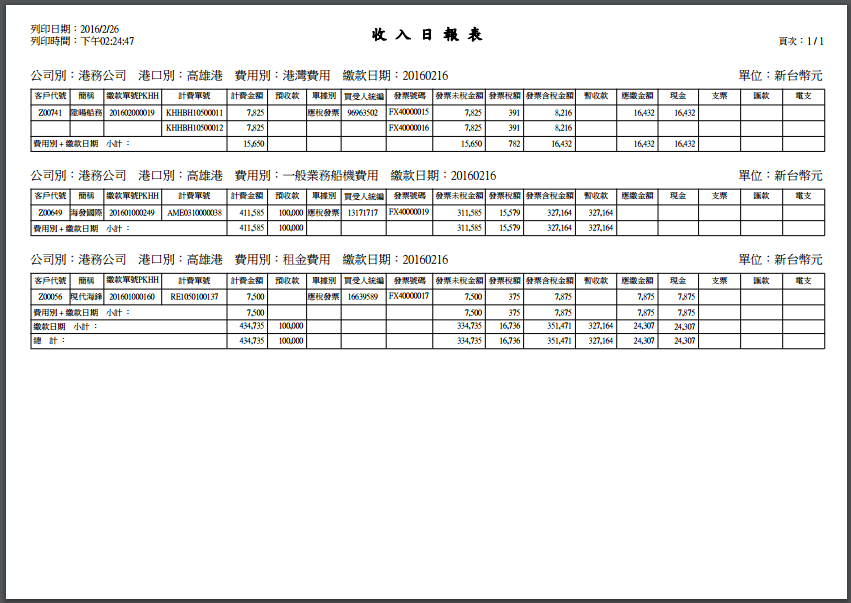 列印日期：2016/2/26
列印時間：下午02:24:47
收 入 日 報 表
頁次：1 / 1
公司別：港務公司 港口別：高雄港 費用別：港灣費用 繳款日期：20160216 單位：新台幣元
客戶代號 簡稱 繳款單號PKHH 計費單號 計費金額 預收款 單據別 買受人統編 發票號碼 發票未稅金額 發票稅額 發票含稅金額 暫收款 應繳金額 現金 支票 匯款 電支
Z00741 船務 201602000019 KHHBH10500011 7,825 應稅發票 96963502 FX40000015 7,825 391 8,216 16,432 16,432
KHHBH10500012 7,825 FX40000016 7,825 391 8,216
費用別 + 繳款日期 小計： 15,650 15,650 782 16,432 16,432 16,432
公司別：港務公司 港口別：高雄港 費用別：一般業務船機費用 繳款日期：20160216 單位：新台幣元
客戶代號 簡稱 繳款單號PKHH 計費單號 計費金額 預收款 單據別 買受人統編 發票號碼 發票未稅金額 發票稅額 發票含稅金額 暫收款 應繳金額 現金 支票 匯款 電支
Z00649 海發國際 201601000249 AME0310000038 411,585 100,000 應稅發票 13171717 FX40000019 311,585 15,579 327,164 327,164
費用別 + 繳款日期 小計： 411,585 100,000 311,585 15,579 327,164 327,164
公司別：港務公司 港口別：高雄港 費用別：租金費用 繳款日期：20160216 單位：新台幣元
客戶代號 簡稱 繳款單號PKHH 計費單號 計費金額 預收款 單據別 買受人統編 發票號碼 發票未稅金額 發票稅額 發票含稅金額 暫收款 應繳金額 現金 支票 匯款 電支
Z00056 現代海鋒 201601000160 RE1050100137 7,500 應稅發票 16639589 FX40000017 7,500 375 7,875 7,875 7,875
費用別 + 繳款日期 小計： 7,500 7,500 375 7,875 7,875 7,875
繳款日期 小計： 434,735 100,000 334,735 16,736 351,471 327,164 24,307 24,307
總 計： 434,735 100,000 334,735 16,736 351,471 327,164 24,307 24,307